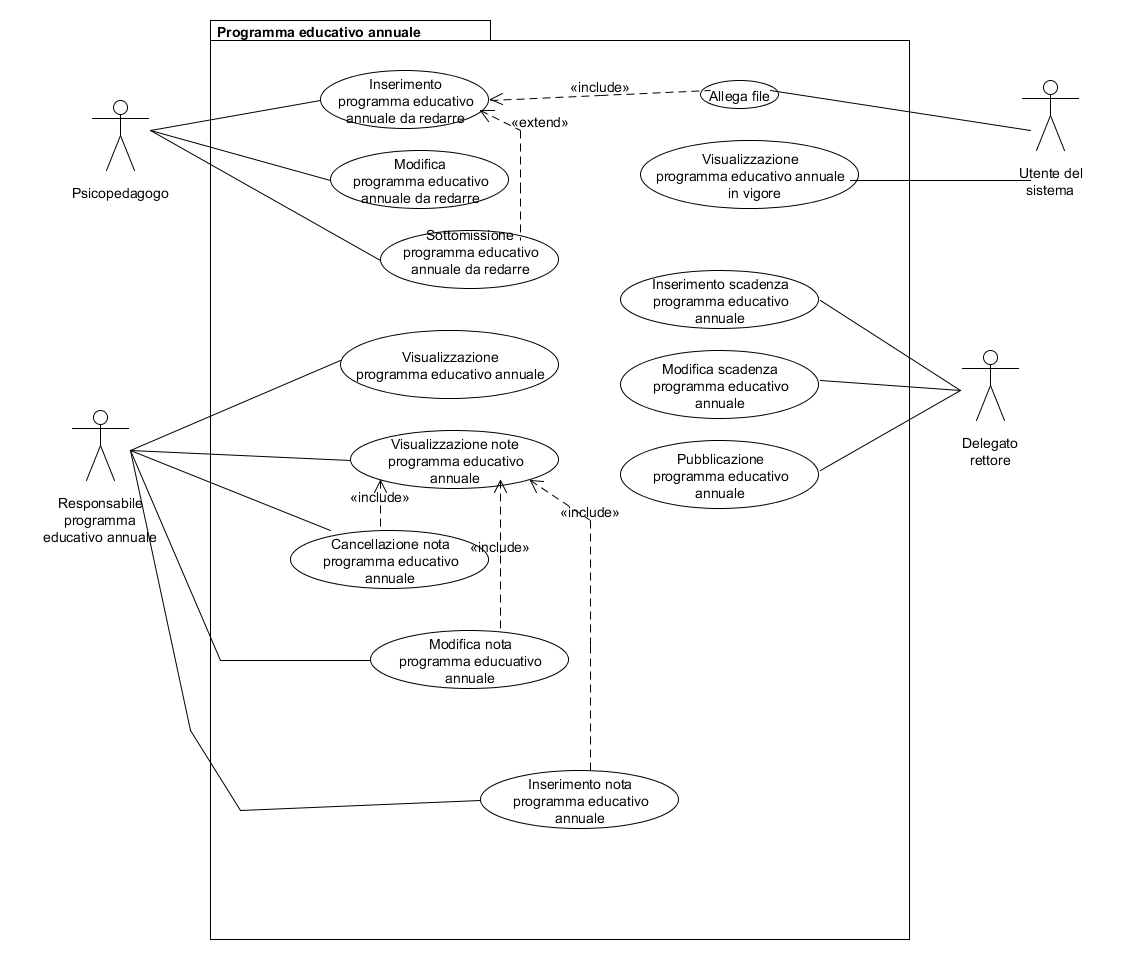 Programma educativo annuale
Inserimento
programma educativo
annuale da redarre
«include»
Allega file
«extend»
Psicopedagogo
Modifica
programma educativo
annuale da redarre
Visualizzazione
programma educativo annuale
in vigore
Utente del
sistema
Sottomissione
programma educativo
annuale da redarre
Inserimento scadenza
programma educativo
annuale
Visualizzazione
programma educativo annuale
Modifica scadenza
programma educativo
annuale
Delegato
rettore
Visualizzazione note
programma educativo
annuale
Pubblicazione
programma educativo
annuale
Responsabile
programma
educativo annuale
«include»
«include»
«include»
Cancellazione nota
programma educativo
annuale
Modifica nota
programma educuativo
annuale
Inserimento nota
programma educativo
annuale